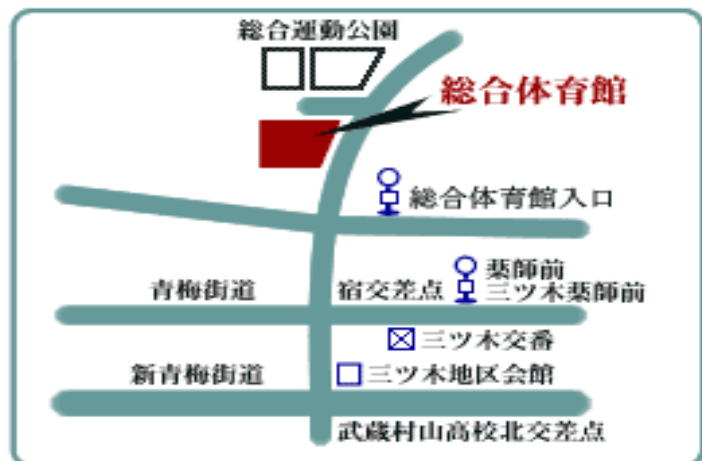 総合運動公園
総合体育館
総合体育館入口
薬師前
青梅街道
宿交差点
三ツ木薬師前
三ツ木交番
新青梅街道
三ツ木地区会館
武蔵村山高校北交差点